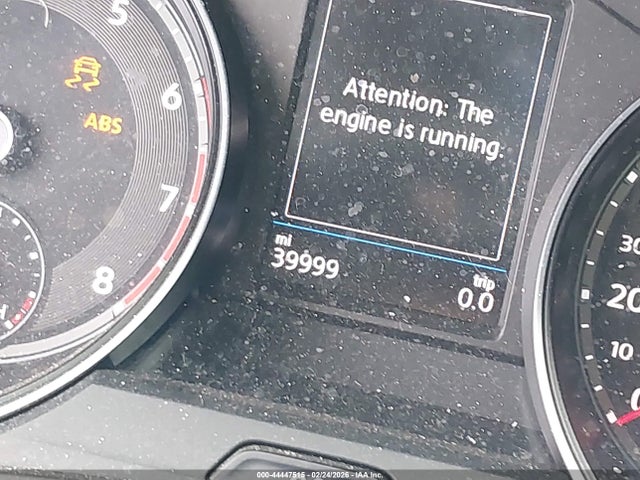 5
6
7
8
ABS
Attention: The
engine is running.
mi
39999
trip
0.0
30
20
10
0
000-44447515 - 02/24/2026 - IAA Inc.